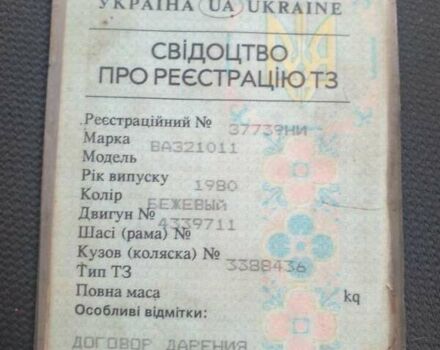 УКРАЇНА UA UKRAINE
СВІДОЦТВО
ПРО РЕЄСТРАЦІЮ ТЗ
Реєстраційний № 37739НИ
Марка
Модель ВАЗ21011
Рік випуску 1980
Колір БЕЖЕВЫЙ
Двигун № 4339711
Шасі (рама) №
Кузов (коляска) № 3388436
Тип ТЗ
Повна маса kq
Особливі відмітки:
ДОГОВОР ДАРЕНИЯ